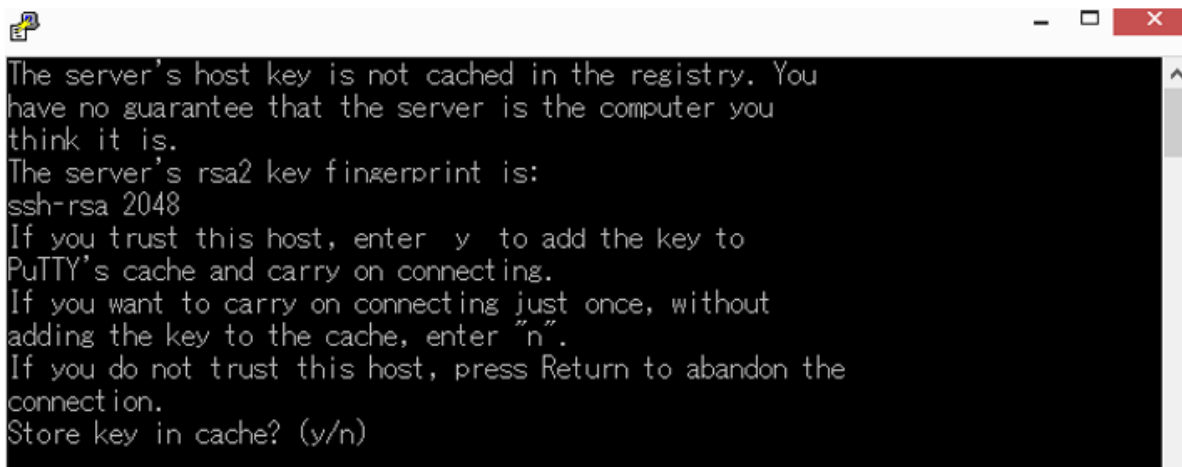 The server's host key is not cached in the registry. You
have no guarantee that the server is the computer you
think it is.
The server's rsa2 key fingerprint is:
ssh-rsa 2048
If you trust this host, enter y to add the key to
PuTTY's cache and carry on connecting.
If you want to carry on connecting just once, without
adding the key to the cache, enter "n".
If you do not trust this host, press Return to abandon the
connection.
Store key in cache? (y/n)